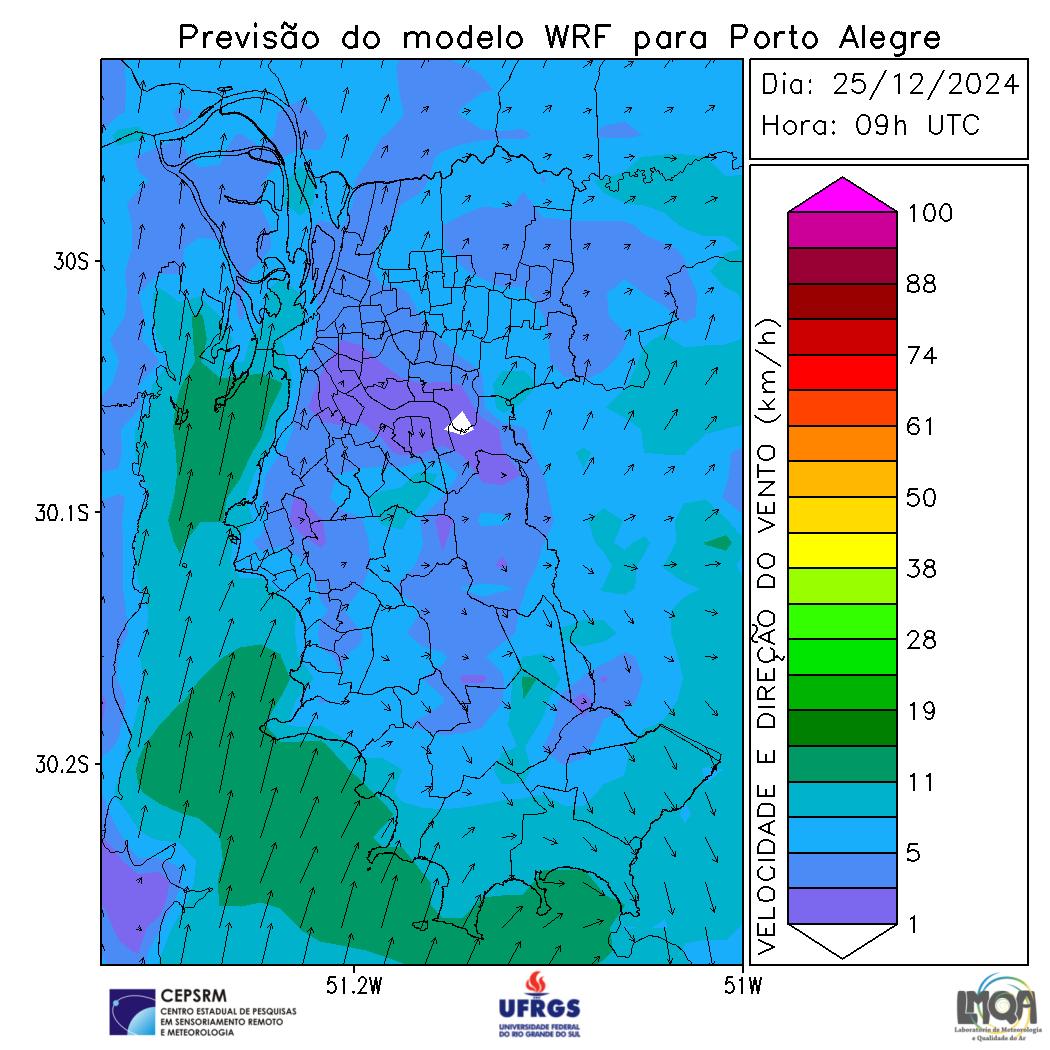 Previsão do modelo WRF para Porto Alegre
Dia: 25/12/2024
Hora: 09h UTC
30S
30.1S
30.2S
51.2W
51W
VELOCIDADE E DIREÇÃO DO VENTO (km/h)
100
88
74
61
50
38
28
19
11
5
1
CEPSRM
CENTRO ESTADUAL DE PESQUISAS
EM SENSORIAMENTO REMOTO
E METEOROLOGIA
UFRGS
UNIVERSIDADE FEDERAL
DO RIO GRANDE DO SUL
LMQA
Laboratório de Meteorologia
e Qualidade do Ar